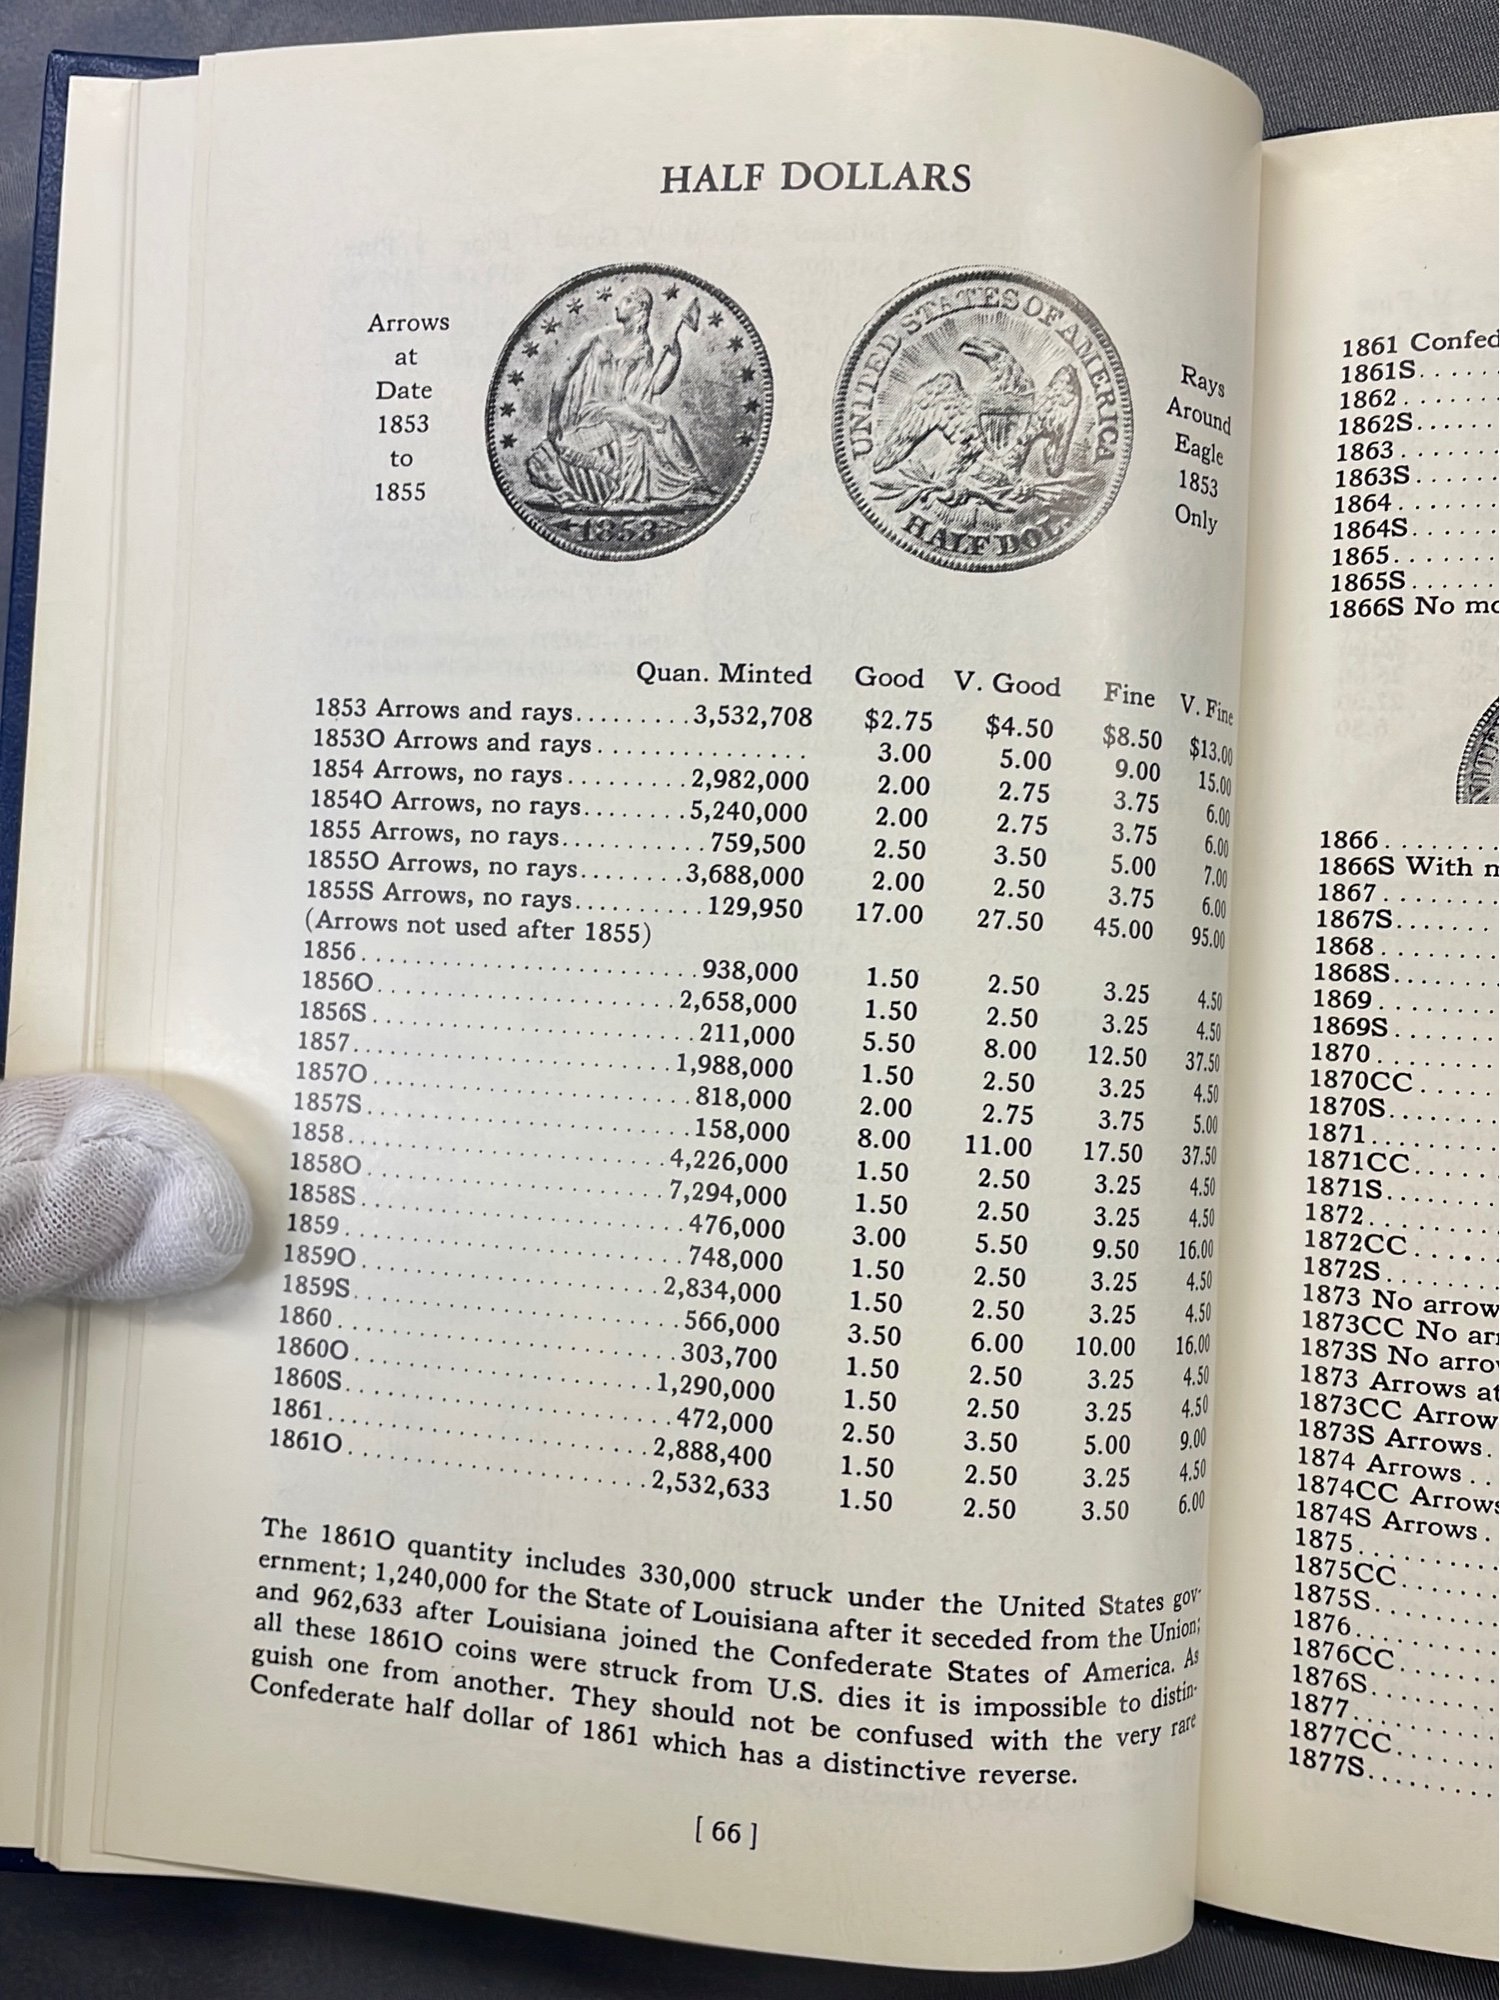 HALF DOLLARS
Arrows
at
Date
1853
to
1855
1853
UNITED STATES OF AMERICA
HALF DOL.
Rays
Around
Eagle
1853
Only
Quan. Minted Good V. Good Fine V. Fine
1853 Arrows and rays.........3,532,708 $2.75 $4.50 $8.50 $13.00
1853O Arrows and rays............... 3.00 5.00 9.00 15.00
1854 Arrows, no rays.........2,982,000 2.00 2.75 3.75 6.00
1854O Arrows, no rays........5,240,000 2.00 2.75 3.75 6.00
1855 Arrows, no rays...........759,500 2.50 3.50 5.00 7.00
1855O Arrows, no rays........3,688,000 2.00 2.50 3.75 6.00
1855S Arrows, no rays..........129,950 17.00 27.50 45.00 95.00
(Arrows not used after 1855)
1856............................938,000 1.50 2.50 3.25 4.50
1856O.........................2,658,000 1.50 2.50 3.25 4.50
1856S...........................211,000 5.50 8.00 12.50 37.50
1857..........................1,988,000 1.50 2.50 3.25 4.50
1857O...........................818,000 2.00 2.75 3.75 5.00
1857S...........................158,000 8.00 11.00 17.50 37.50
1858..........................4,226,000 1.50 2.50 3.25 4.50
1858O.........................7,294,000 1.50 2.50 3.25 4.50
1858S...........................476,000 3.00 5.50 9.50 16.00
1859............................748,000 1.50 2.50 3.25 4.50
1859O.........................2,834,000 1.50 2.50 3.25 4.50
1859S...........................566,000 3.50 6.00 10.00 16.00
1860............................303,700 1.50 2.50 3.25 4.50
1860O.........................1,290,000 1.50 2.50 3.25 4.50
1860S...........................472,000 2.50 3.50 5.00 9.00
1861..........................2,888,400 1.50 2.50 3.25 4.50
1861O.........................2,532,633 1.50 2.50 3.50 6.00
The 1861O quantity includes 330,000 struck under the United States gov-
ernment; 1,240,000 for the State of Louisiana after it seceded from the Union;
and 962,633 after Louisiana joined the Confederate States of America. As
all these 1861O coins were struck from U.S. dies it is impossible to distin-
guish one from another. They should not be confused with the very rare
Confederate half dollar of 1861 which has a distinctive reverse.
[ 66 ]
1861 Confed
1861S.....
1862......
1862S.....
1863......
1863S.....
1864......
1864S.....
1865......
1865S.....
1866S No mo
1866......
1866S With m
1867......
1867S.....
1868......
1868S.....
1869......
1869S.....
1870......
1870CC....
1870S.....
1871......
1871CC....
1871S.....
1872......
1872CC....
1872S.....
1873 No arrow
1873CC No arr
1873S No arrow
1873 Arrows at
1873CC Arrow
1873S Arrows.
1874 Arrows..
1874CC Arrows
1874S Arrows.
1875......
1875CC....
1875S.....
1876......
1876CC....
1876S.....
1877......
1877CC....
1877S.....